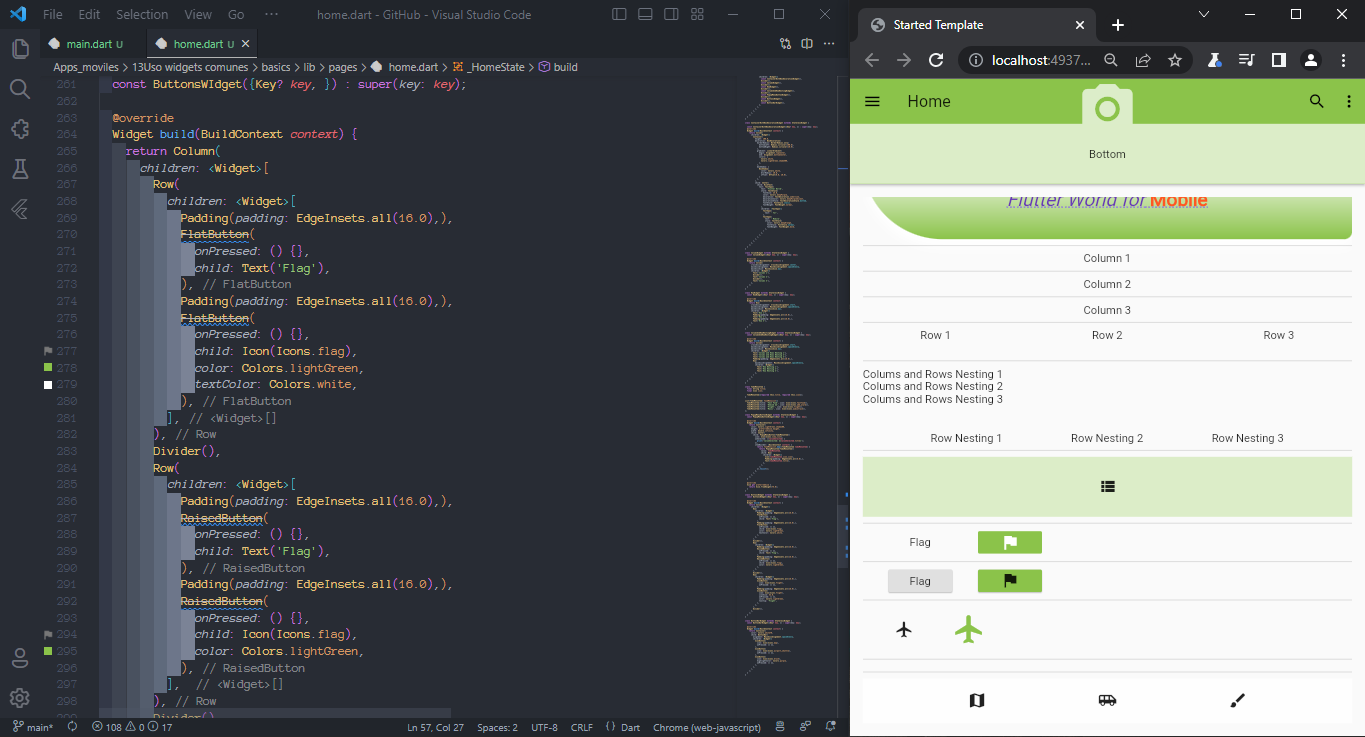 File Edit Selection View Go ··· home.dart - GitHub - Visual Studio Code
main.dart U home.dart U ×
Apps_moviles > 13Uso widgets comunes > basics > lib > pages > home.dart > _HomeState > build
261 const ButtonsWIdget({Key? key, }) : super(key: key);
262
263 @override
264 Widget build(BuildContext context) {
265 return Column(
266 children: <Widget>[
267 Row(
268 children: <Widget>[
269 Padding(padding: EdgeInsets.all(16.0),),
270 FlatButton(
271 onPressed: () {},
272 child: Text('Flag'),
273 ), // FlatButton
274 Padding(padding: EdgeInsets.all(16.0),),
275 FlatButton(
276 onPressed: () {},
277 child: Icon(Icons.flag),
278 color: Colors.lightGreen,
279 textColor: Colors.white,
280 ), // FlatButton
281 ], // <Widget>[]
282 ), // Row
283 Divider(),
284 Row(
285 children: <Widget>[
286 Padding(padding: EdgeInsets.all(16.0),),
287 RaisedButton(
288 onPressed: () {},
289 child: Text('Flag'),
290 ), // RaisedButton
291 Padding(padding: EdgeInsets.all(16.0),),
292 RaisedButton(
293 onPressed: () {},
294 child: Icon(Icons.flag),
295 color: Colors.lightGreen,
296 ), // RaisedButton
297 ], // <Widget>[]
298 ), // Row
299 Divider()
main* 108 0 17 Ln 57, Col 27 Spaces: 2 UTF-8 CRLF { } Dart Chrome (web-javascript)
Started Template
localhost:4937...
Home
Bottom
Flutter World for Mobile
Column 1
Column 2
Column 3
Row 1 Row 2 Row 3
Colums and Rows Nesting 1
Colums and Rows Nesting 2
Colums and Rows Nesting 3
Row Nesting 1 Row Nesting 2 Row Nesting 3
Flag
Flag